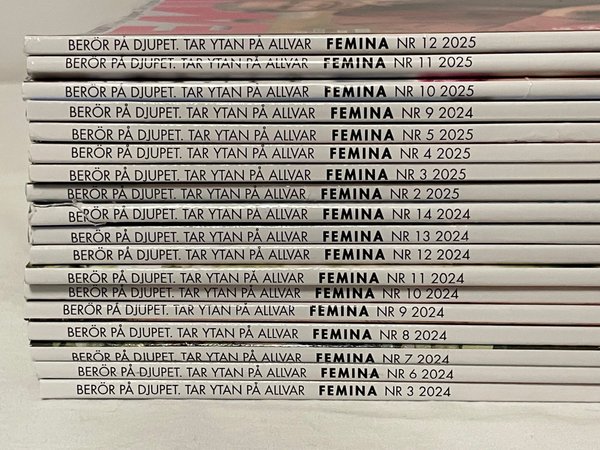 BERÖR PÅ DJUPET. TAR YTAN PÅ ALLVAR FEMINA NR 12 2025
BERÖR PÅ DJUPET. TAR YTAN PÅ ALLVAR FEMINA NR 11 2025
BERÖR PÅ DJUPET. TAR YTAN PÅ ALLVAR FEMINA NR 10 2025
BERÖR PÅ DJUPET. TAR YTAN PÅ ALLVAR FEMINA NR 9 2024
BERÖR PÅ DJUPET. TAR YTAN PÅ ALLVAR FEMINA NR 5 2025
BERÖR PÅ DJUPET. TAR YTAN PÅ ALLVAR FEMINA NR 4 2025
BERÖR PÅ DJUPET. TAR YTAN PÅ ALLVAR FEMINA NR 3 2025
BERÖR PÅ DJUPET. TAR YTAN PÅ ALLVAR FEMINA NR 2 2025
BERÖR PÅ DJUPET. TAR YTAN PÅ ALLVAR FEMINA NR 14 2024
BERÖR PÅ DJUPET. TAR YTAN PÅ ALLVAR FEMINA NR 13 2024
BERÖR PÅ DJUPET. TAR YTAN PÅ ALLVAR FEMINA NR 12 2024
BERÖR PÅ DJUPET. TAR YTAN PÅ ALLVAR FEMINA NR 11 2024
BERÖR PÅ DJUPET. TAR YTAN PÅ ALLVAR FEMINA NR 10 2024
BERÖR PÅ DJUPET. TAR YTAN PÅ ALLVAR FEMINA NR 9 2024
BERÖR PÅ DJUPET. TAR YTAN PÅ ALLVAR FEMINA NR 8 2024
BERÖR PÅ DJUPET. TAR YTAN PÅ ALLVAR FEMINA NR 7 2024
BERÖR PÅ DJUPET. TAR YTAN PÅ ALLVAR FEMINA NR 6 2024
BERÖR PÅ DJUPET. TAR YTAN PÅ ALLVAR FEMINA NR 3 2024